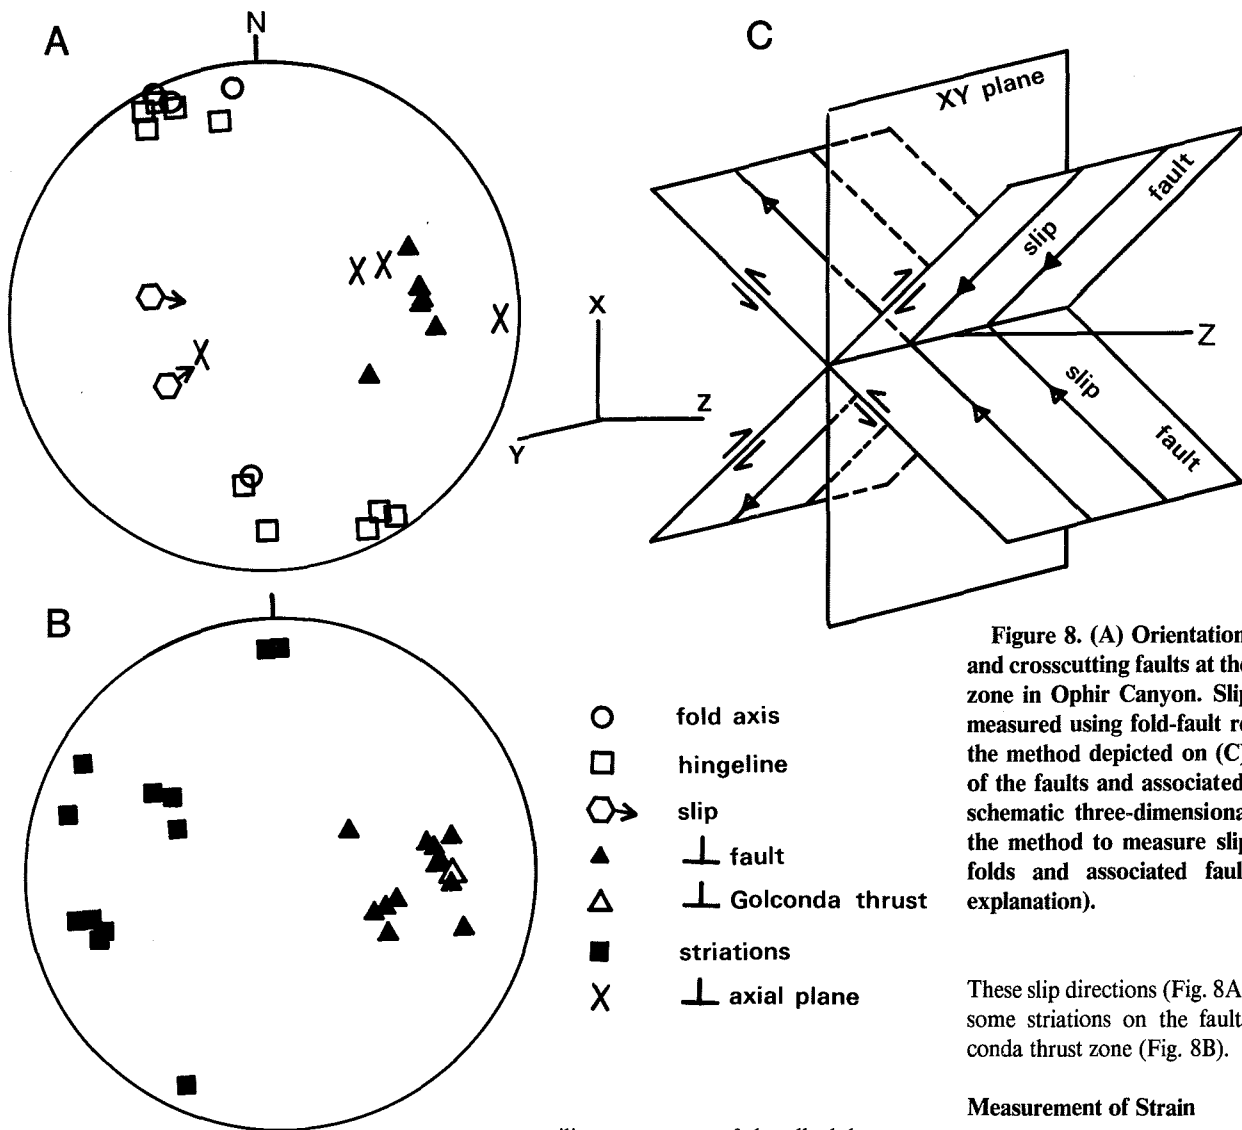 A
N
C
XY plane
fault
slip
X
Z
Y
Z
slip
fault
B
fold axis
hingeline
slip
⊥ fault
⊥ Golconda thrust
striations
⊥ axial plane
Figure 8. (A) Orientation
and crosscutting faults at the
zone in Ophir Canyon. Slip
measured using fold-fault re
the method depicted on (C)
of the faults and associated
schematic three-dimensiona
the method to measure slip
folds and associated faul
explanation).
These slip directions (Fig. 8A
some striations on the fault
conda thrust zone (Fig. 8B).
Measurement of Strain